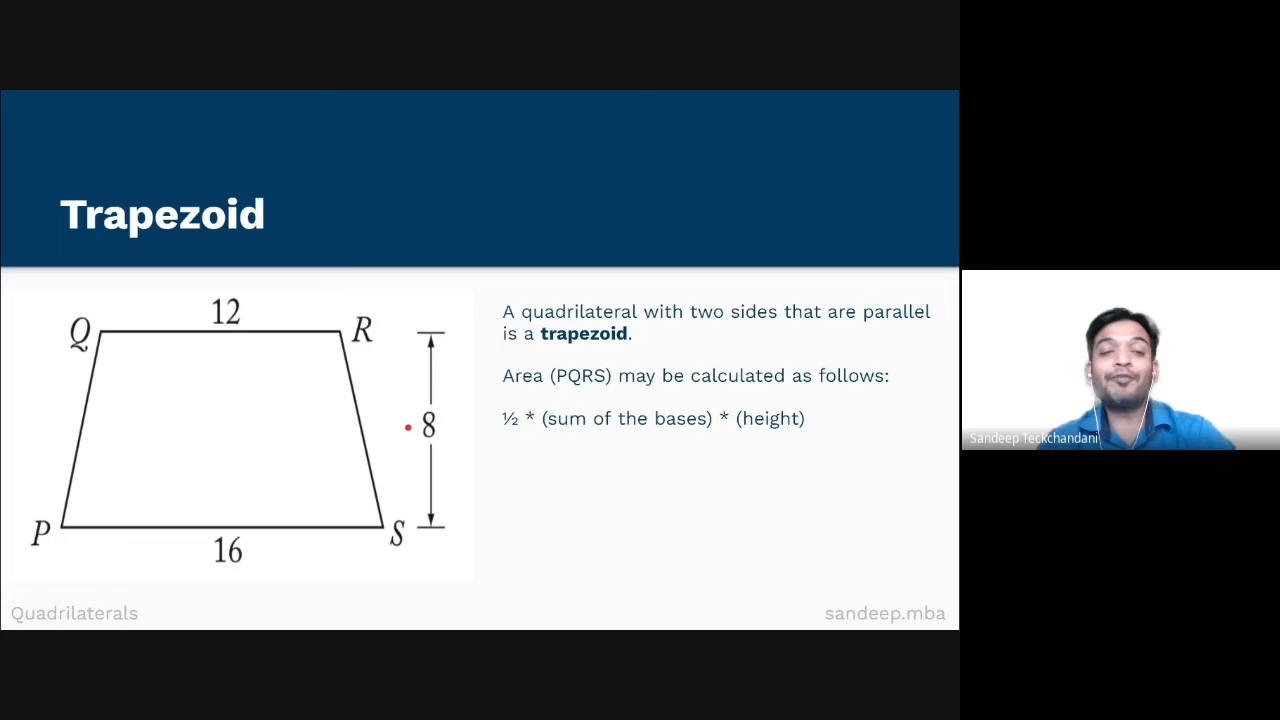 Trapezoid
12
Q
R
8
P
S
16
A quadrilateral with two sides that are parallel
is a trapezoid.
Area (PQRS) may be calculated as follows:
½ * (sum of the bases) * (height)
Quadrilaterals
sandeep.mba
Sandeep Teckchandani